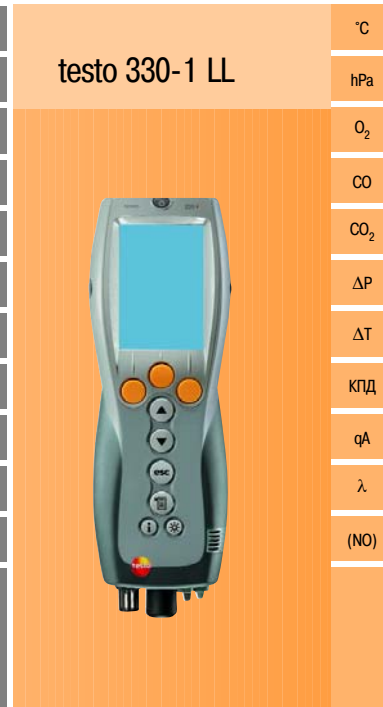 testo 330-1 LL
˚C
hPa
O₂
CO
CO₂
ΔP
ΔT
КПД
qA
λ
(NO)
esc
i
testo